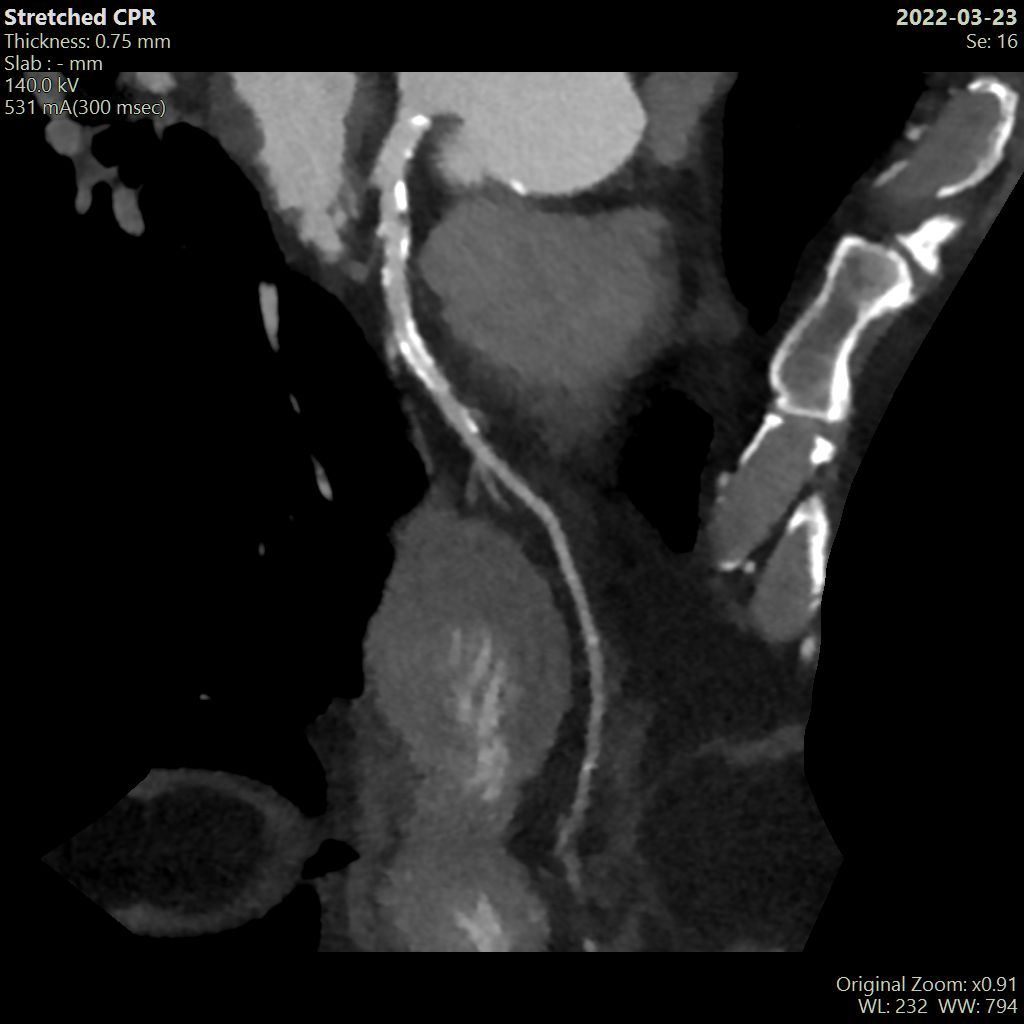 Stretched CPR
Thickness: 0.75 mm
Slab : - mm
140.0 kV
531 mA(300 msec)
2022-03-23
Se: 16
Original Zoom: x0.91
WL: 232 WW: 794